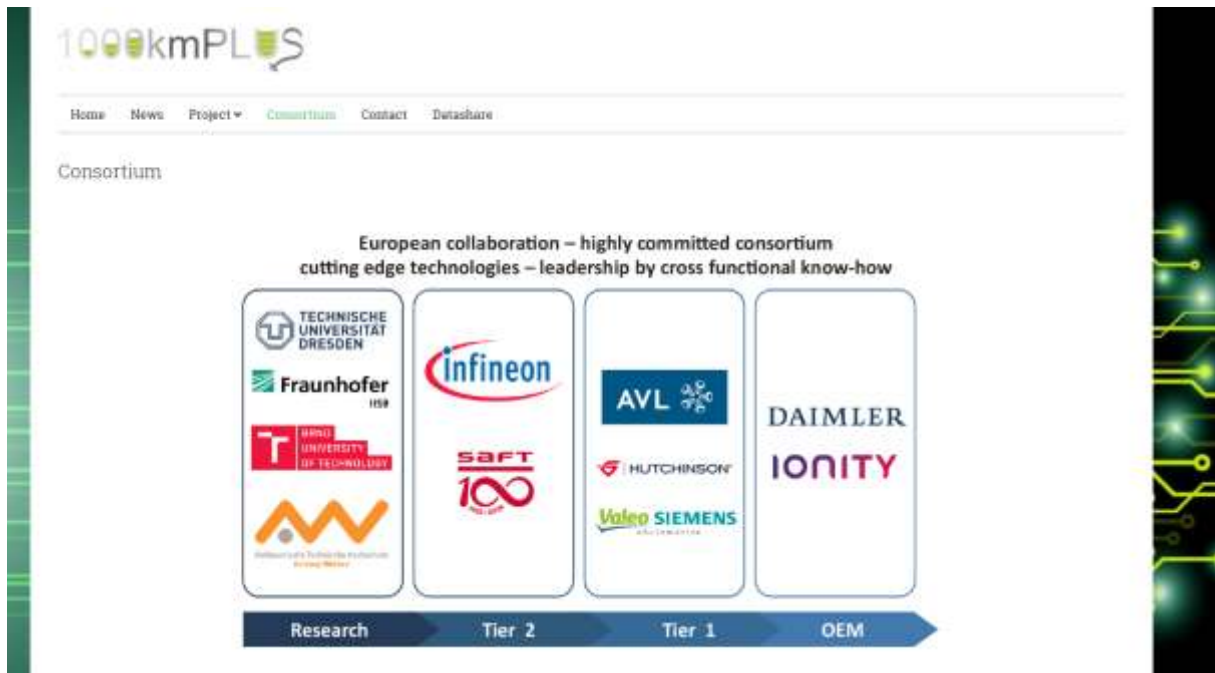 1000kmPLUS
Home News Project Consortium Contact Datashare
Consortium
European collaboration – highly committed consortium
cutting edge technologies – leadership by cross functional know-how
TECHNISCHE
UNIVERSITÄT
DRESDEN
Fraunhofer
IISB
BRNO
UNIVERSITY
OF TECHNOLOGY
infineon
saft
100
AVL
HUTCHINSON
Valeo SIEMENS
DAIMLER
IONITY
Research Tier 2 Tier 1 OEM